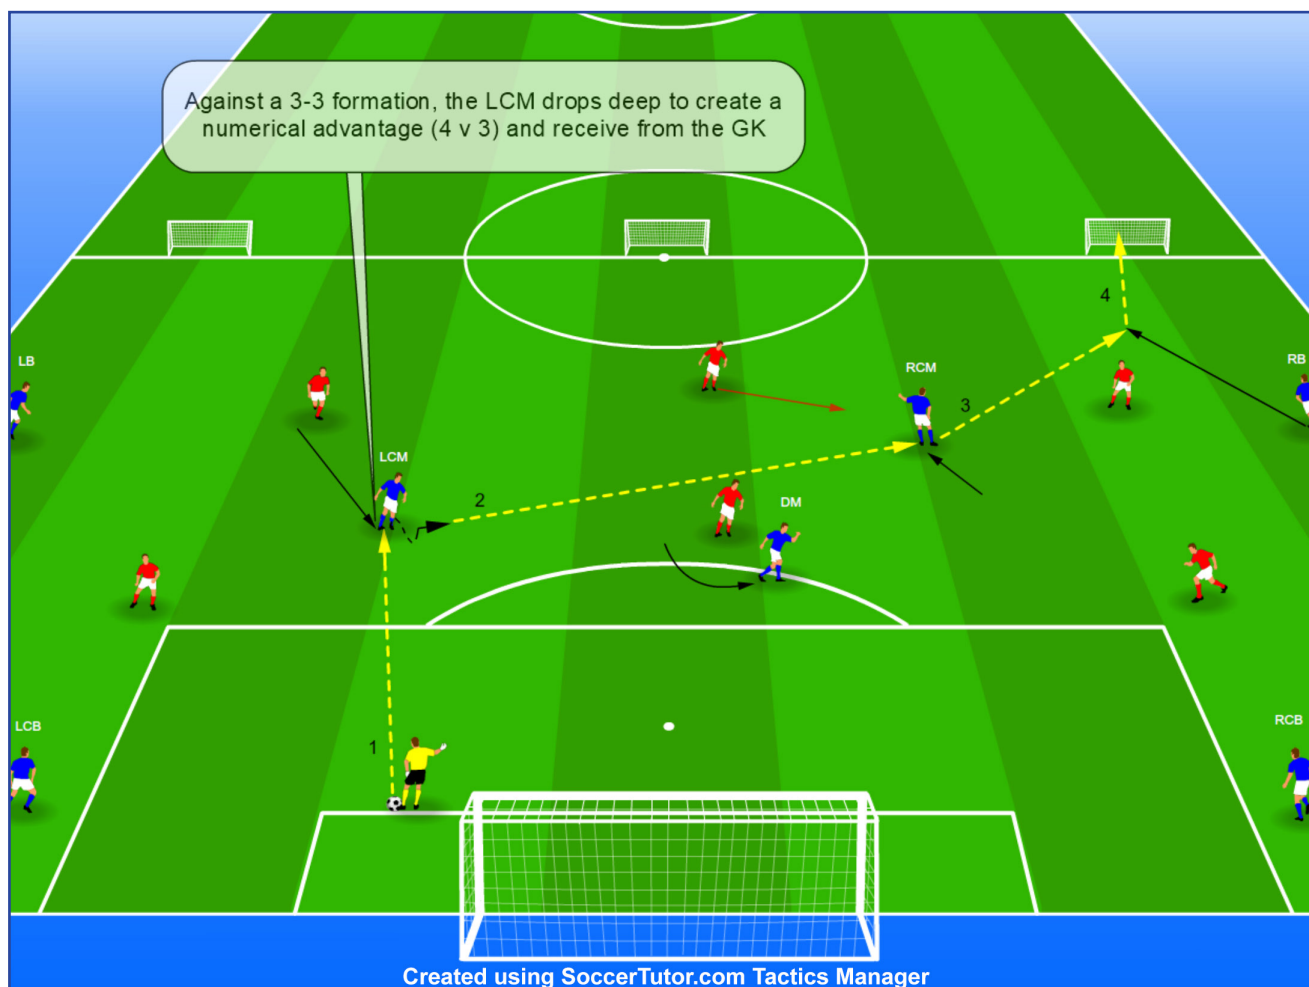 Against a 3-3 formation, the LCM drops deep to create a
numerical advantage (4 v 3) and receive from the GK
4
LB
RCM
RB
3
LCM
2
DM
LCB
RCB
1
Created using SoccerTutor.com Tactics Manager